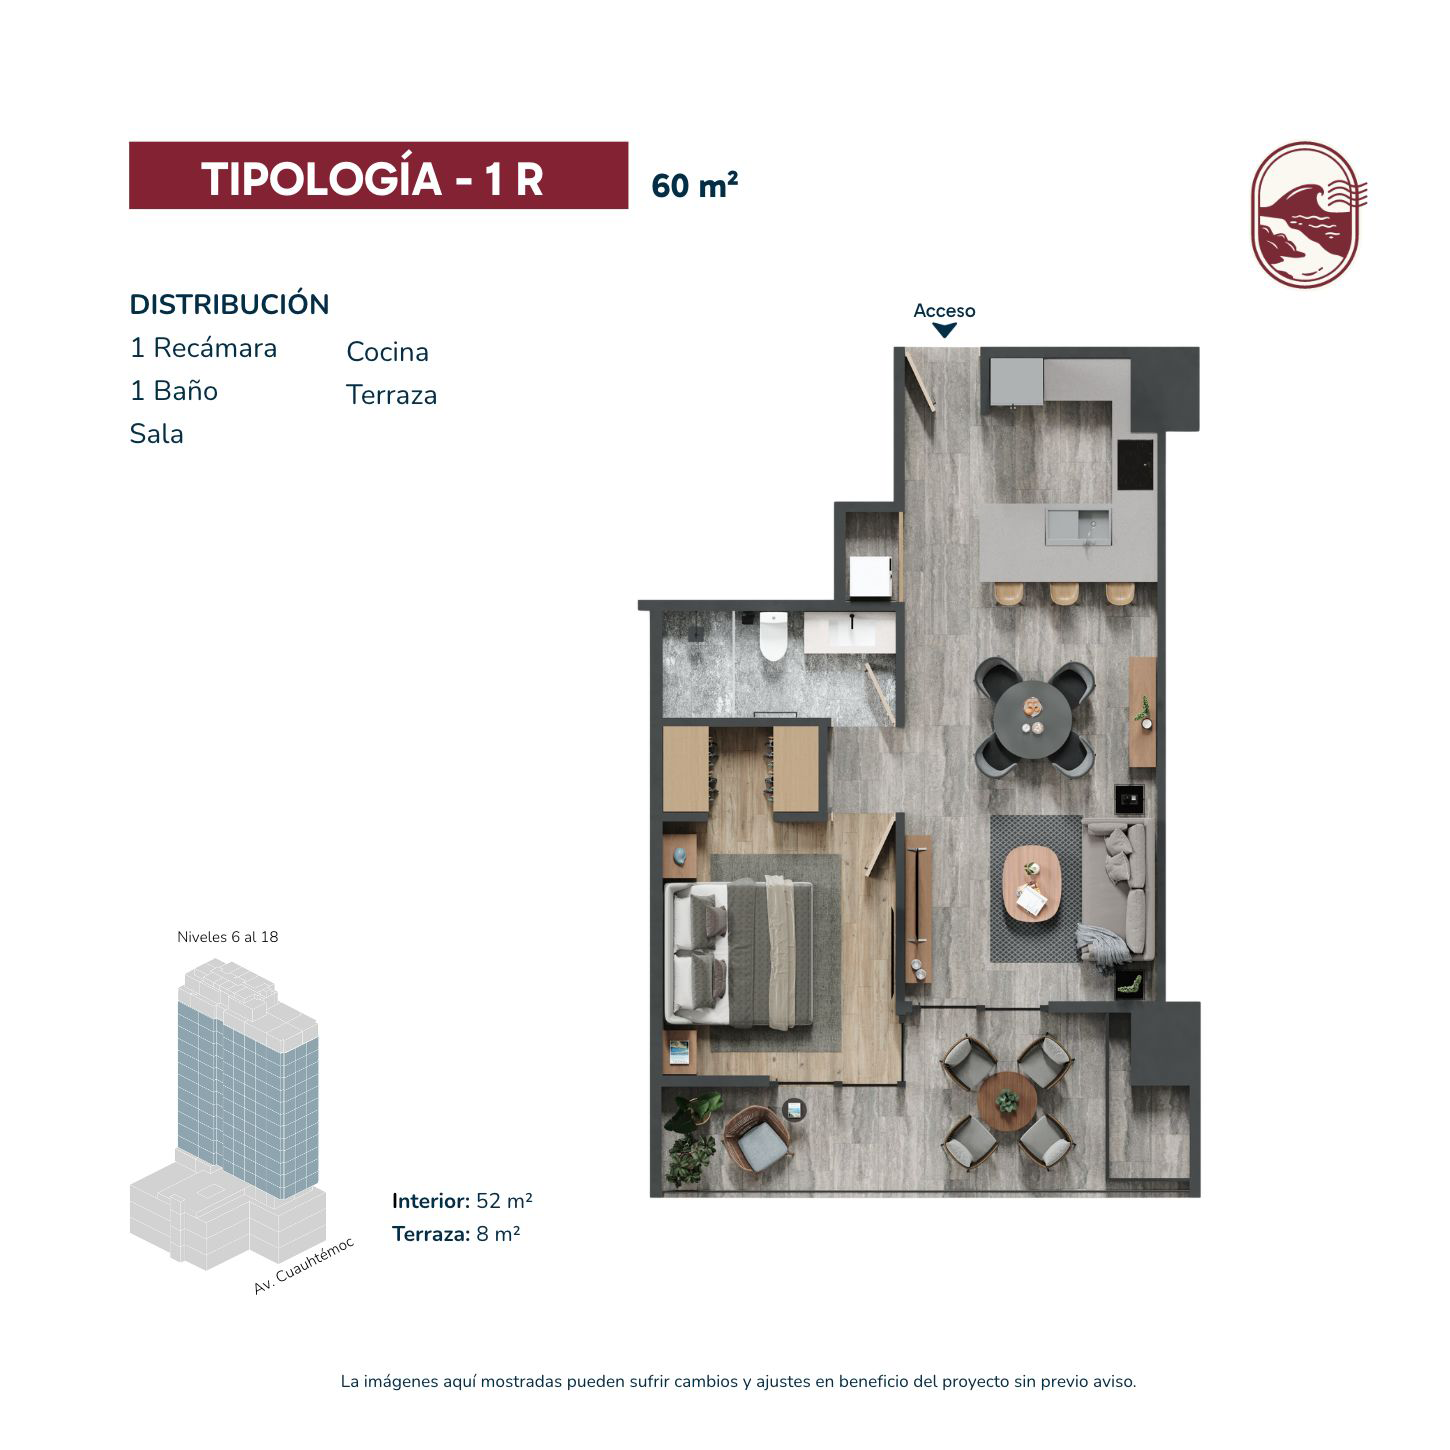 TIPOLOGÍA - 1 R
60 m²
DISTRIBUCIÓN
1 Recámara
1 Baño
Sala
Cocina
Terraza
Acceso
Niveles 6 al 18
Av. Cuauhtémoc
Interior: 52 m²
Terraza: 8 m²
La imágenes aquí mostradas pueden sufrir cambios y ajustes en beneficio del proyecto sin previo aviso.